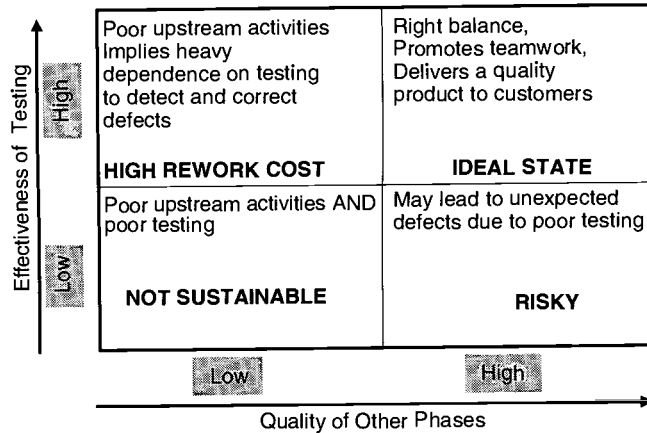 Poor upstream activities
Implies heavy
dependence on testing
to detect and correct
defects
HIGH REWORK COST
Right balance,
Promotes teamwork,
Delivers a quality
product to customers
IDEAL STATE
Poor upstream activities AND
poor testing
NOT SUSTAINABLE
May lead to unexpected
defects due to poor testing
RISKY
Effectiveness of Testing
High
Low
Low
High
Quality of Other Phases